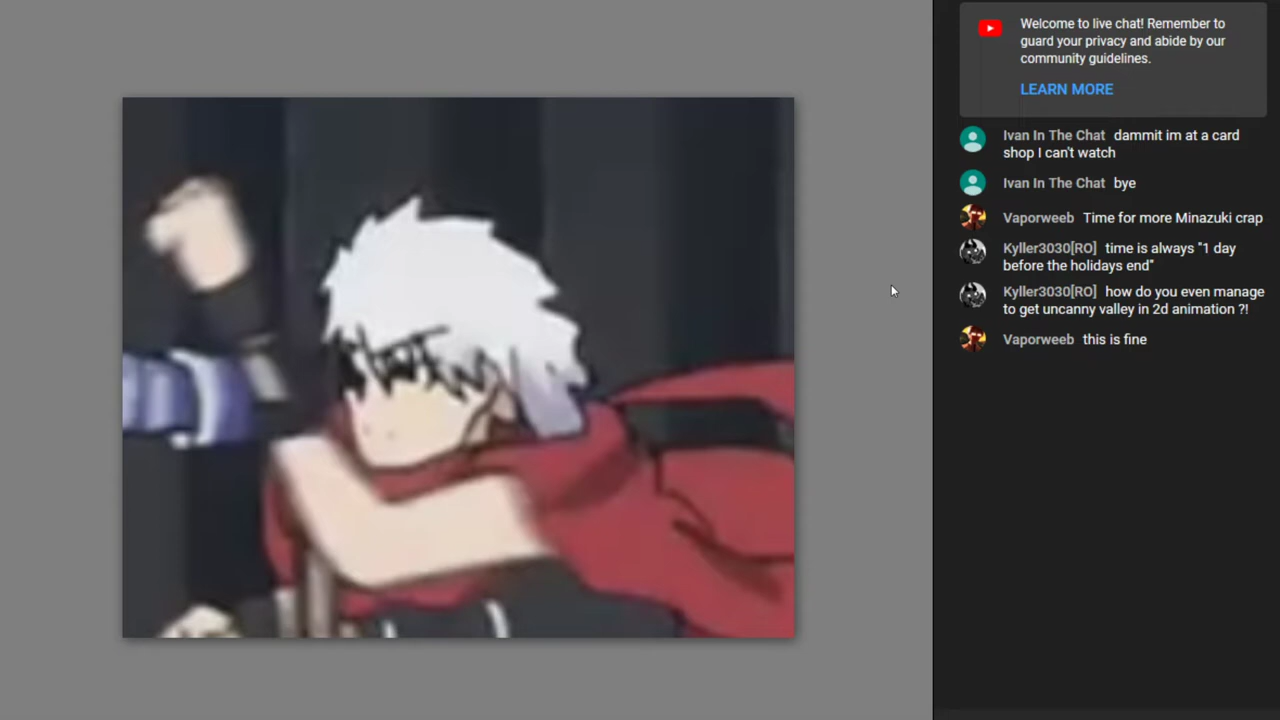 Welcome to live chat! Remember to
guard your privacy and abide by our
community guidelines.
LEARN MORE
Ivan In The Chat dammit im at a card
shop I can't watch
Ivan In The Chat bye
Vaporweeb Time for more Minazuki crap
Kyller3030[RO] time is always "1 day
before the holidays end"
Kyller3030[RO] how do you even manage
to get uncanny valley in 2d animation ?!
Vaporweeb this is fine